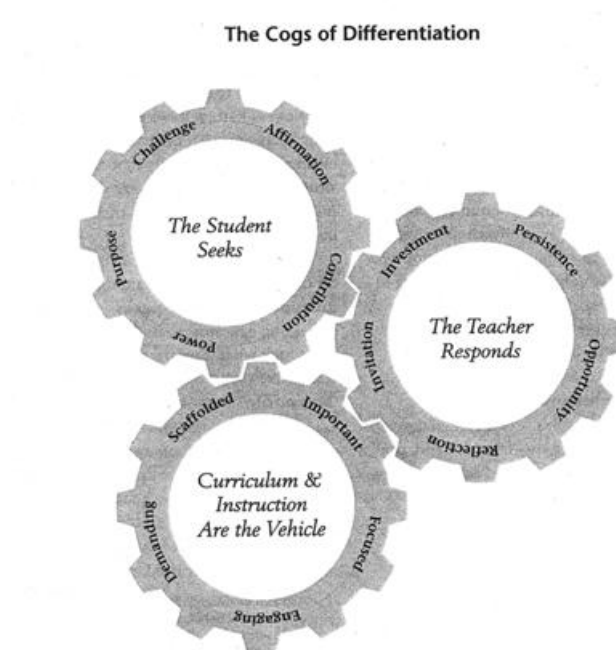 The Cogs of Differentiation
Challenge
Affirmation
Contribution
Power
Purpose
The Student
Seeks
Investment
Persistence
Opportunity
Reflection
Invitation
The Teacher
Responds
Scaffolded
Important
Focused
Engaging
Demanding
Curriculum &
Instruction
Are the Vehicle